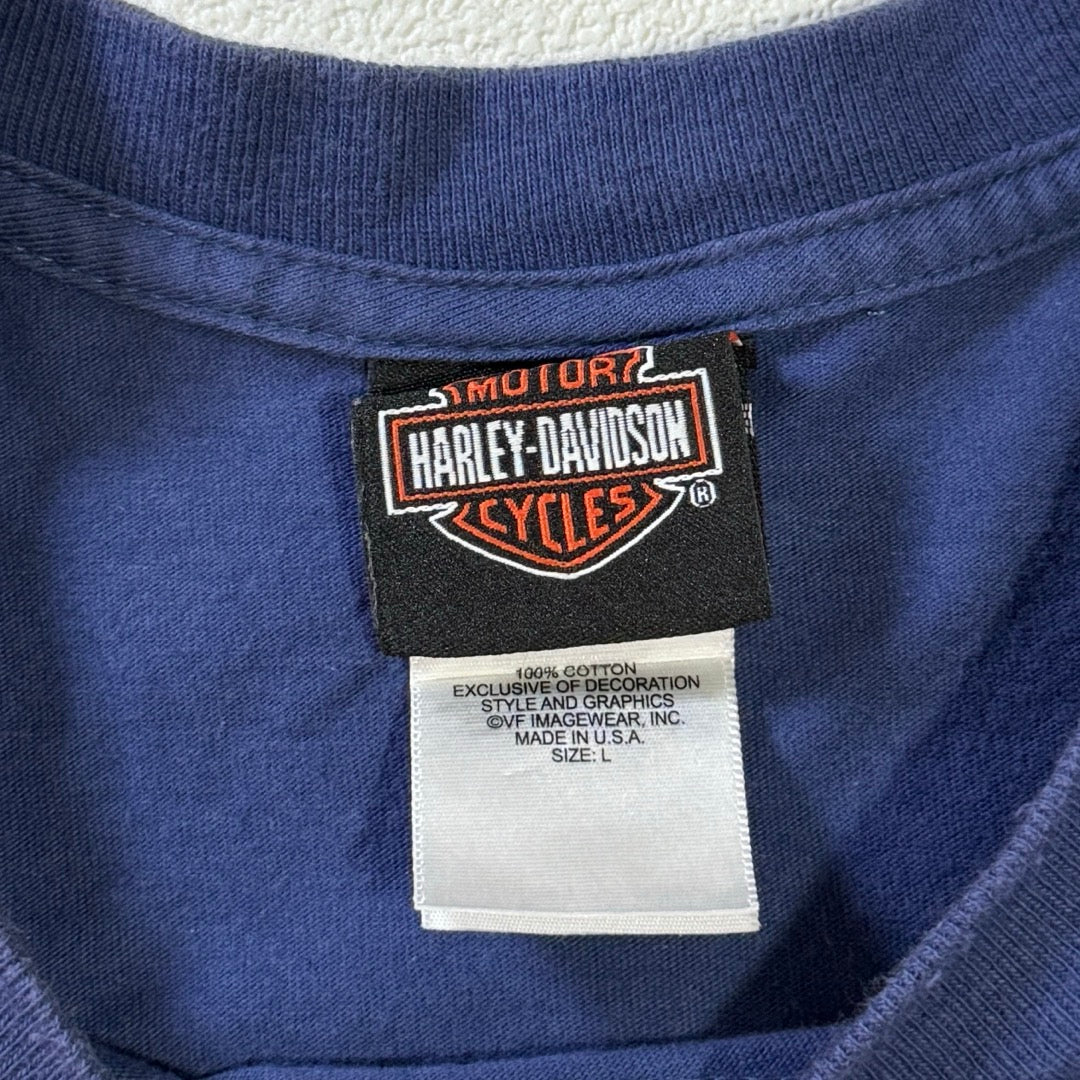 MOTOR
HARLEY-DAVIDSON
CYCLES
®
100% COTTON
EXCLUSIVE OF DECORATION
STYLE AND GRAPHICS
©VF IMAGEWEAR, INC.
MADE IN U.S.A.
SIZE: L